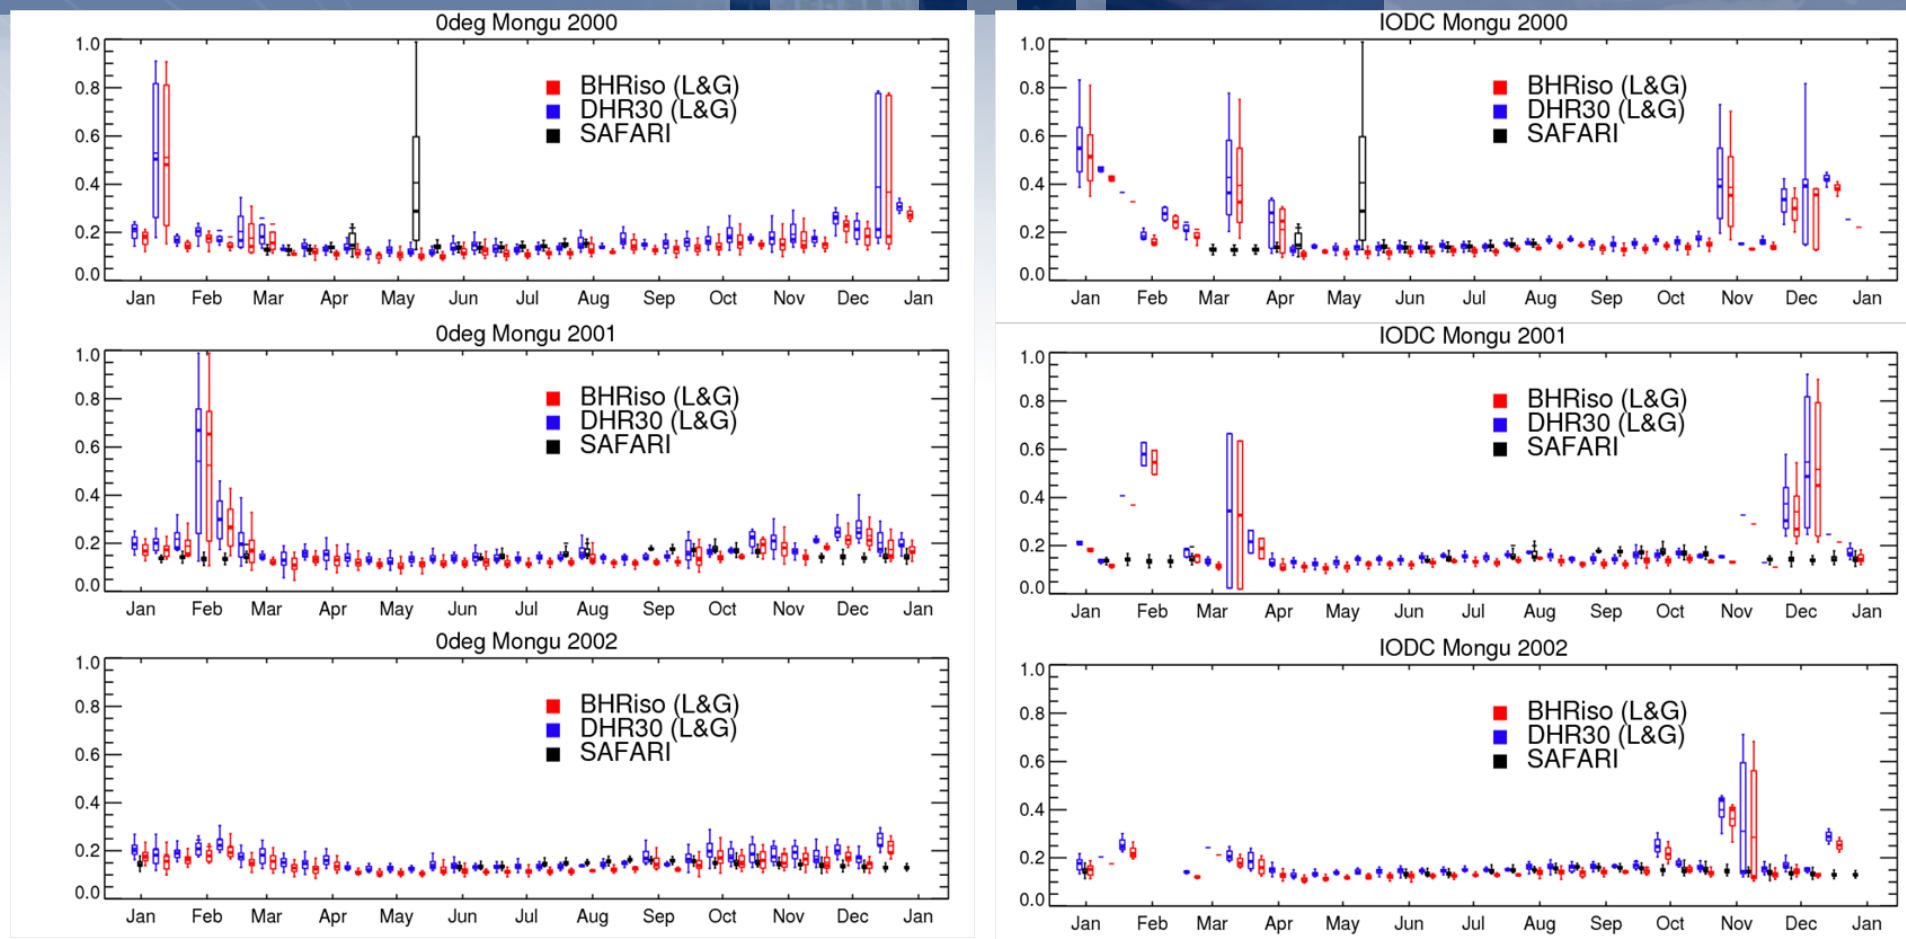 0deg Mongu 2000
1.0
0.8
0.6
0.4
0.2
0.0
BHRiso (L&G)
DHR30 (L&G)
SAFARI
Jan Feb Mar Apr May Jun Jul Aug Sep Oct Nov Dec Jan
0deg Mongu 2001
1.0
0.8
0.6
0.4
0.2
0.0
BHRiso (L&G)
DHR30 (L&G)
SAFARI
Jan Feb Mar Apr May Jun Jul Aug Sep Oct Nov Dec Jan
0deg Mongu 2002
1.0
0.8
0.6
0.4
0.2
0.0
BHRiso (L&G)
DHR30 (L&G)
SAFARI
Jan Feb Mar Apr May Jun Jul Aug Sep Oct Nov Dec Jan
IODC Mongu 2000
1.0
0.8
0.6
0.4
0.2
0.0
BHRiso (L&G)
DHR30 (L&G)
SAFARI
Jan Feb Mar Apr May Jun Jul Aug Sep Oct Nov Dec Jan
IODC Mongu 2001
1.0
0.8
0.6
0.4
0.2
0.0
BHRiso (L&G)
DHR30 (L&G)
SAFARI
Jan Feb Mar Apr May Jun Jul Aug Sep Oct Nov Dec Jan
IODC Mongu 2002
1.0
0.8
0.6
0.4
0.2
0.0
BHRiso (L&G)
DHR30 (L&G)
SAFARI
Jan Feb Mar Apr May Jun Jul Aug Sep Oct Nov Dec Jan